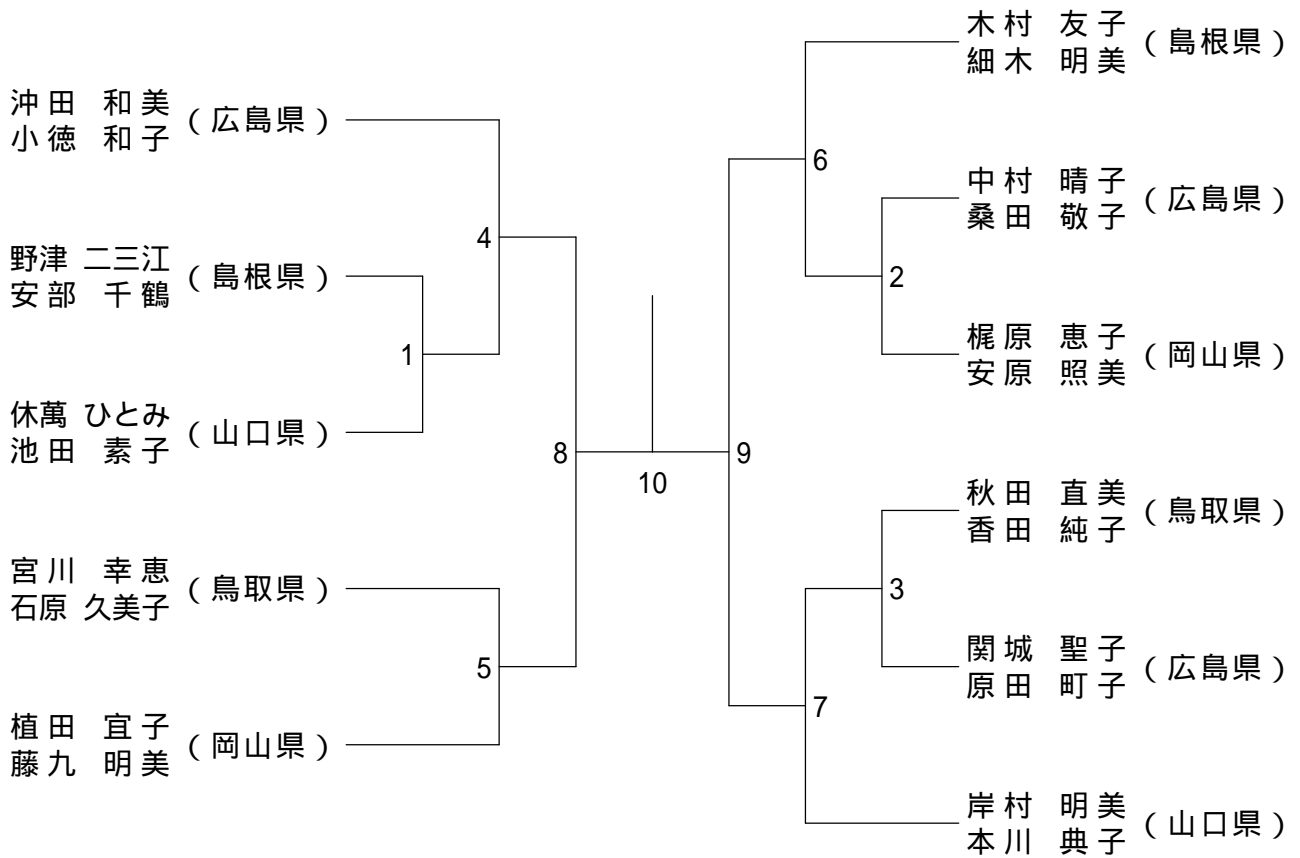 沖田 和美
小徳 和子
（広島県）
野津 二三江
安部 千鶴
（島根県）
休萬 ひとみ
池田 素子
（山口県）
宮川 幸恵
石原 久美子
（鳥取県）
植田 宜子
藤九 明美
（岡山県）
1
4
5
8
10
9
6
2
3
7
木村 友子
細木 明美
（島根県）
中村 晴子
桑田 敬子
（広島県）
梶原 恵子
安原 照美
（岡山県）
秋田 直美
香田 純子
（鳥取県）
関城 聖子
原田 町子
（広島県）
岸村 明美
本川 典子
（山口県）